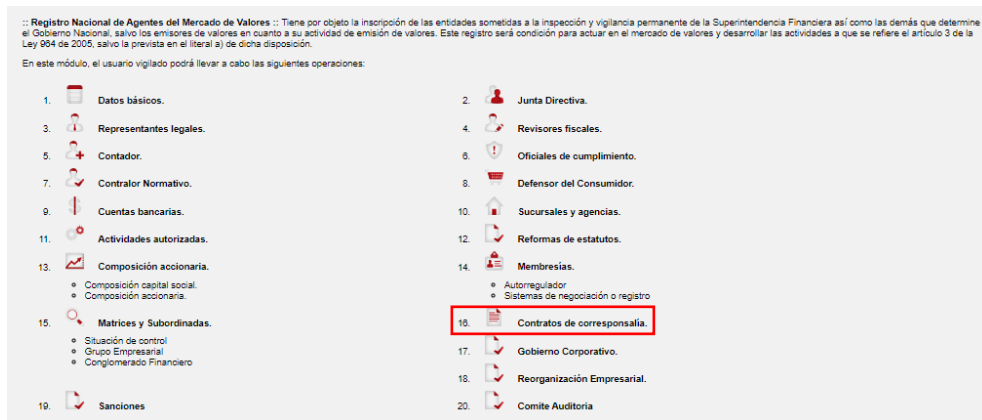 :: Registro Nacional de Agentes del Mercado de Valores :: Tiene por objeto la inscripción de las entidades sometidas a la inspección y vigilancia permanente de la Superintendencia Financiera así como las demás que determine
el Gobierno Nacional, salvo los emisores de valores en cuanto a su actividad de emisión de valores. Este registro será condición para actuar en el mercado de valores y desarrollar las actividades a que se refiere el artículo 3 de la
Ley 964 de 2005, salvo la prevista en el literal a) de dicha disposición.
En este módulo, el usuario vigilado podrá llevar a cabo las siguientes operaciones:
1. Datos básicos.
2. Junta Directiva.
3. Representantes legales.
4. Revisores fiscales.
5. Contador.
6. Oficiales de cumplimiento.
7. Contralor Normativo.
8. Defensor del Consumidor.
9. Cuentas bancarias.
10. Sucursales y agencias.
11. Actividades autorizadas.
12. Reformas de estatutos.
13. Composición accionaria.
Composición capital social.
Composición accionaria.
14. Membresías.
Autorregulador
Sistemas de negociación o registro
15. Matrices y Subordinadas.
Situación de control
Grupo Empresarial
Conglomerado Financiero
16. Contratos de corresponsalía.
17. Gobierno Corporativo.
18. Reorganización Empresarial.
19. Sanciones
20. Comite Auditoria